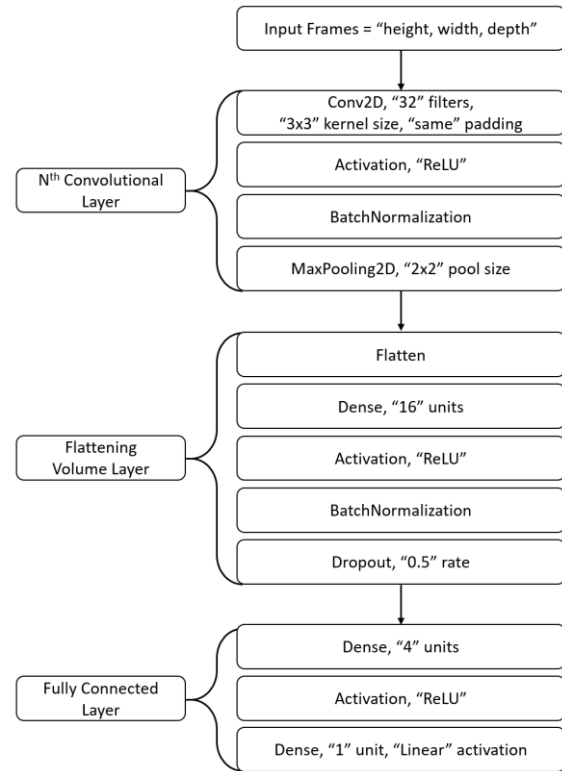 Input Frames = “height, width, depth”
Conv2D, “32” filters,
“3x3” kernel size, “same” padding
Activation, “ReLU”
Nᵗʰ Convolutional
Layer
BatchNormalization
MaxPooling2D, “2x2” pool size
Flatten
Dense, “16” units
Flattening
Volume Layer
Activation, “ReLU”
BatchNormalization
Dropout, “0.5” rate
Dense, “4” units
Fully Connected
Layer
Activation, “ReLU”
Dense, “1” unit, “Linear” activation